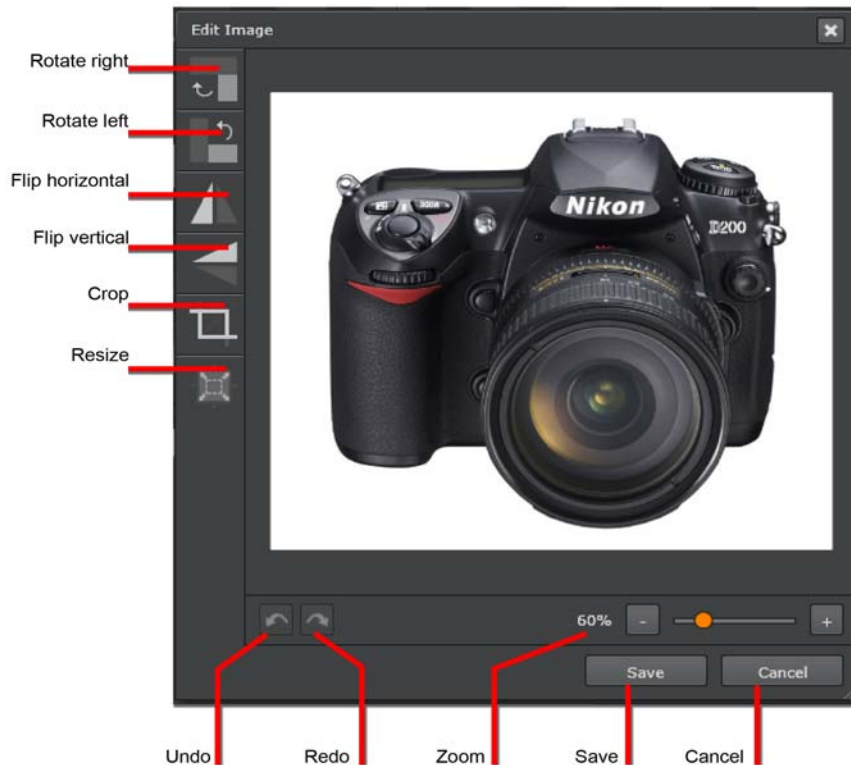 Edit Image
Rotate right
Rotate left
Flip horizontal
Flip vertical
Crop
Resize
Nikon
D200
60%
-
+
Save
Cancel
Undo
Redo
Zoom
Save
Cancel